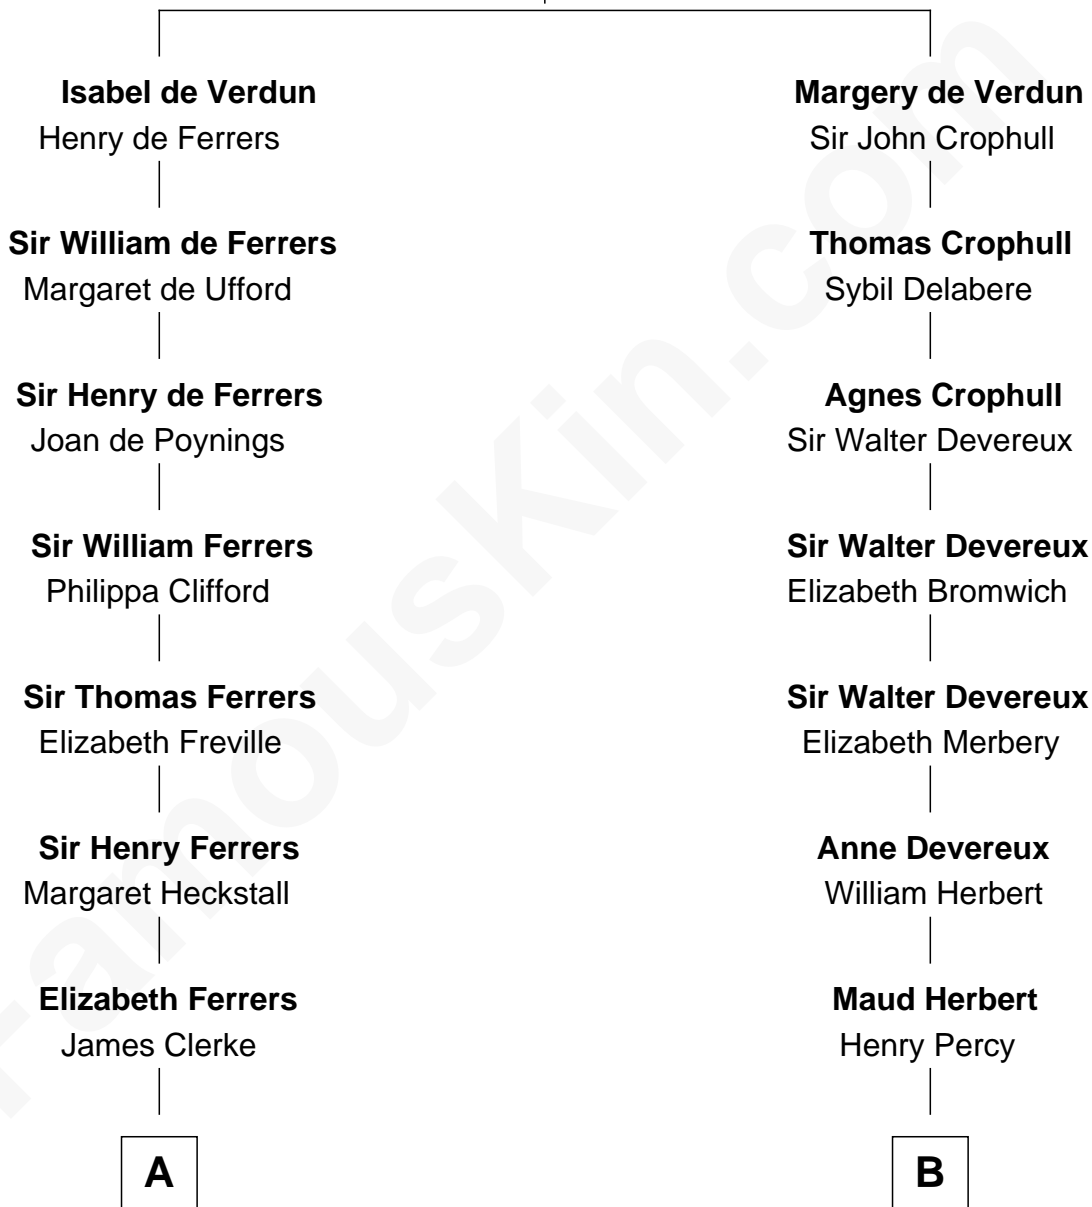 Isabel de Verdun
Henry de Ferrers
Sir William de Ferrers
Margaret de Ufford
Sir Henry de Ferrers
Joan de Poynings
Sir William Ferrers
Philippa Clifford
Sir Thomas Ferrers
Elizabeth Freville
Sir Henry Ferrers
Margaret Heckstall
Elizabeth Ferrers
James Clerke
A
Margery de Verdun
Sir John Crophull
Thomas Crophull
Sybil Delabere
Agnes Crophull
Sir Walter Devereux
Sir Walter Devereux
Elizabeth Bromwich
Sir Walter Devereux
Elizabeth Merbery
Anne Devereux
William Herbert
Maud Herbert
Henry Percy
B
FamousKin.com